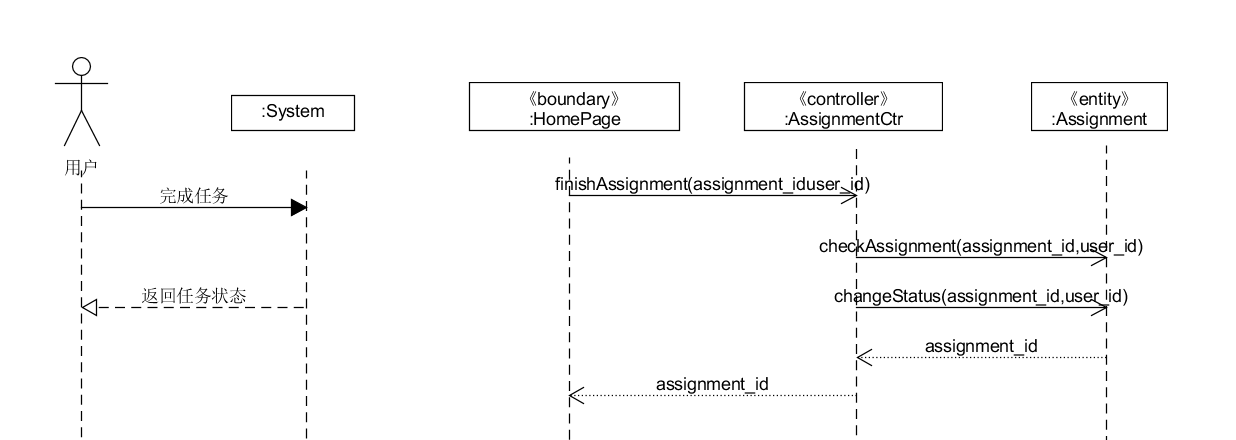 :System
《boundary》
:HomePage
《controller》
:AssignmentCtr
《entity》
:Assignment
用户
完成任务
finishAssignment(assignment_iduser_id)
checkAssignment(assignment_id,user_id)
返回任务状态
changeStatus(assignment_id,user_id)
assignment_id
assignment_id